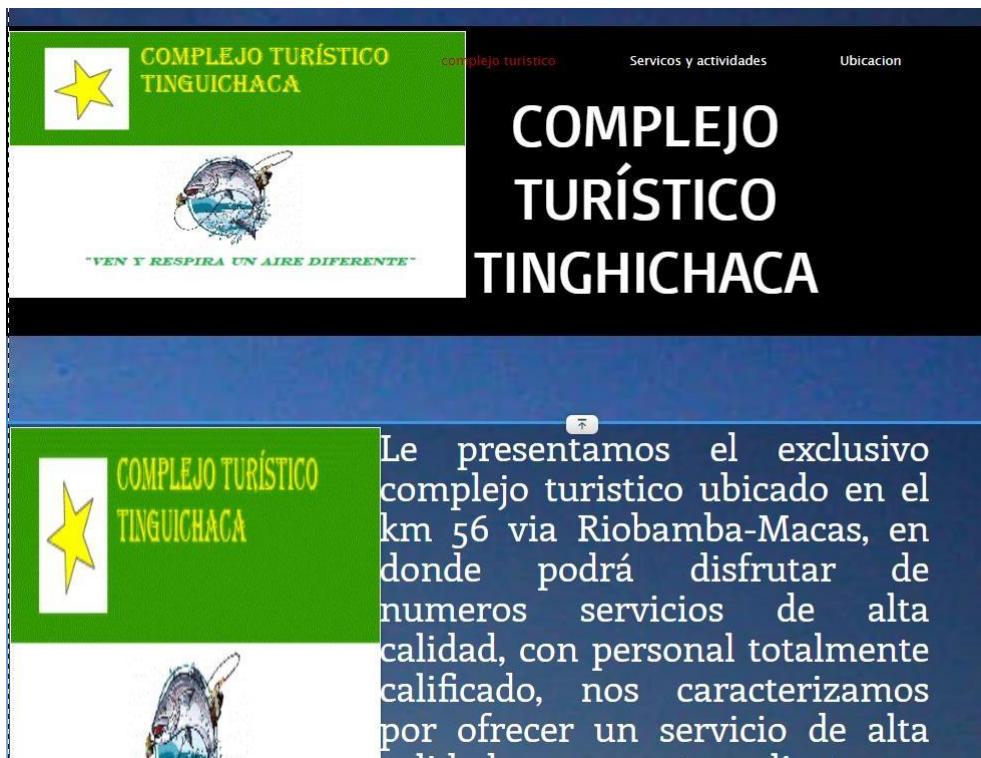 COMPLEJO TURÍSTICO
TINGUICHACA
"VEN Y RESPIRA UN AIRE DIFERENTE"
complejo turistico
Servicos y actividades
Ubicacion
COMPLEJO
TURÍSTICO
TINGHICHACA
COMPLEJO TURÍSTICO
TINGUICHACA
Le presentamos el exclusivo
complejo turistico ubicado en el
km 56 via Riobamba-Macas, en
donde podrá disfrutar de
numeros servicios de alta
calidad, con personal totalmente
calificado, nos caracterizamos
por ofrecer un servicio de alta